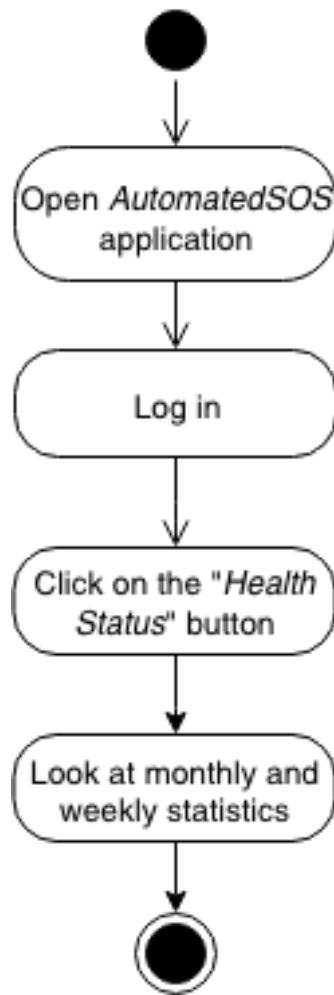 Open AutomatedSOS
application
Log in
Click on the "Health
Status" button
Look at monthly and
weekly statistics